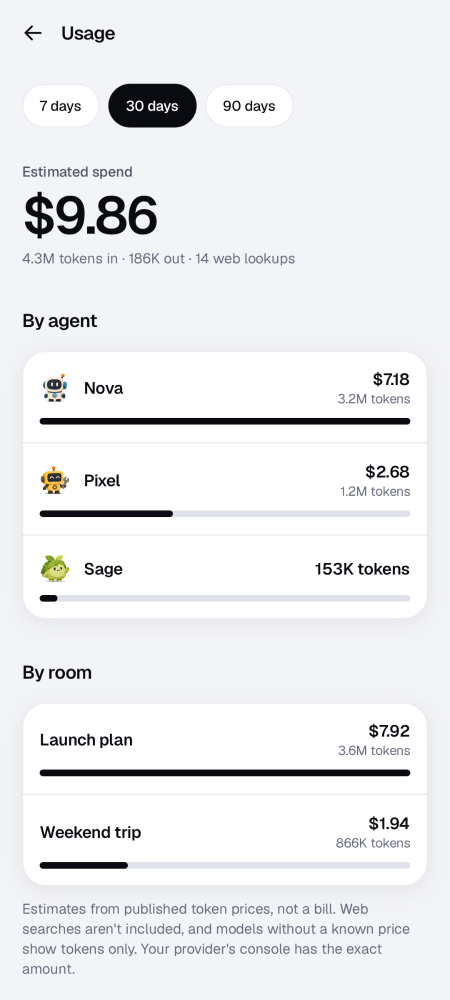 Usage
7 days
30 days
90 days
Estimated spend
$9.86
4.3M tokens in · 186K out · 14 web lookups
By agent
Nova
$7.18
3.2M tokens
Pixel
$2.68
1.2M tokens
Sage
153K tokens
By room
Launch plan
$7.92
3.6M tokens
Weekend trip
$1.94
866K tokens
Estimates from published token prices, not a bill. Web
searches aren't included, and models without a known price
show tokens only. Your provider's console has the exact
amount.